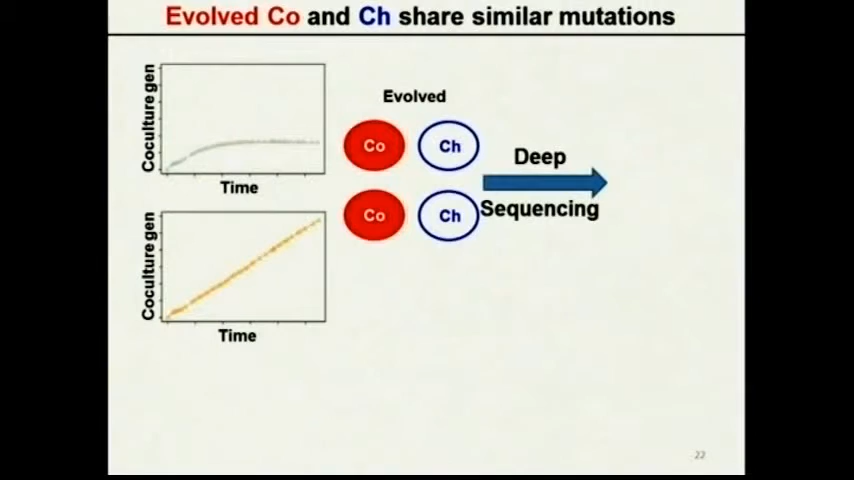 Evolved Co and Ch share similar mutations
Coculture gen
Time
Evolved
Co
Ch
Deep
Sequencing
Co
Ch
Coculture gen
Time
22